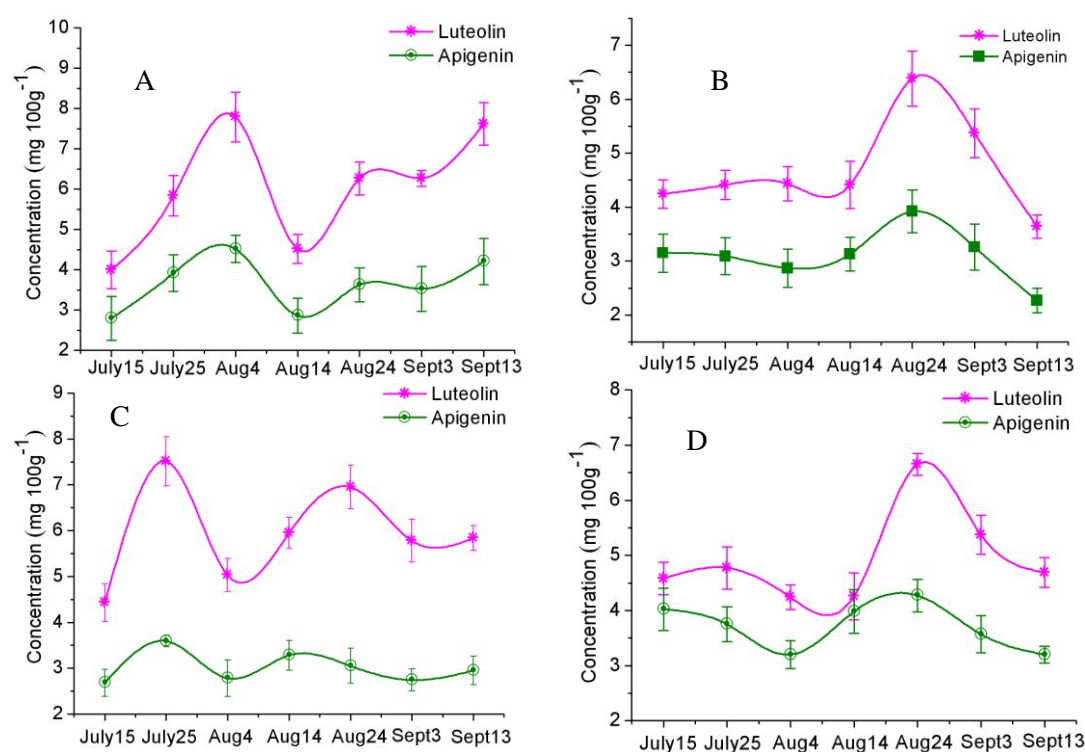 A
Luteolin
Apigenin
Concentration (mg 100g⁻¹)
10
9
8
7
6
5
4
3
2
July15 July25 Aug4 Aug14 Aug24 Sept3 Sept13
B
Luteolin
Apigenin
Concentration (mg 100g⁻¹)
7
6
5
4
3
2
July15 July25 Aug4 Aug14 Aug24 Sept3 Sept13
C
Luteolin
Apigenin
Concentration (mg 100g⁻¹)
9
8
7
6
5
4
3
2
July15 July25 Aug4 Aug14 Aug24 Sept3 Sept13
D
Luteolin
Apigenin
Concentration (mg 100g⁻¹)
8
7
6
5
4
3
2
July15 July25 Aug4 Aug14 Aug24 Sept3 Sept13